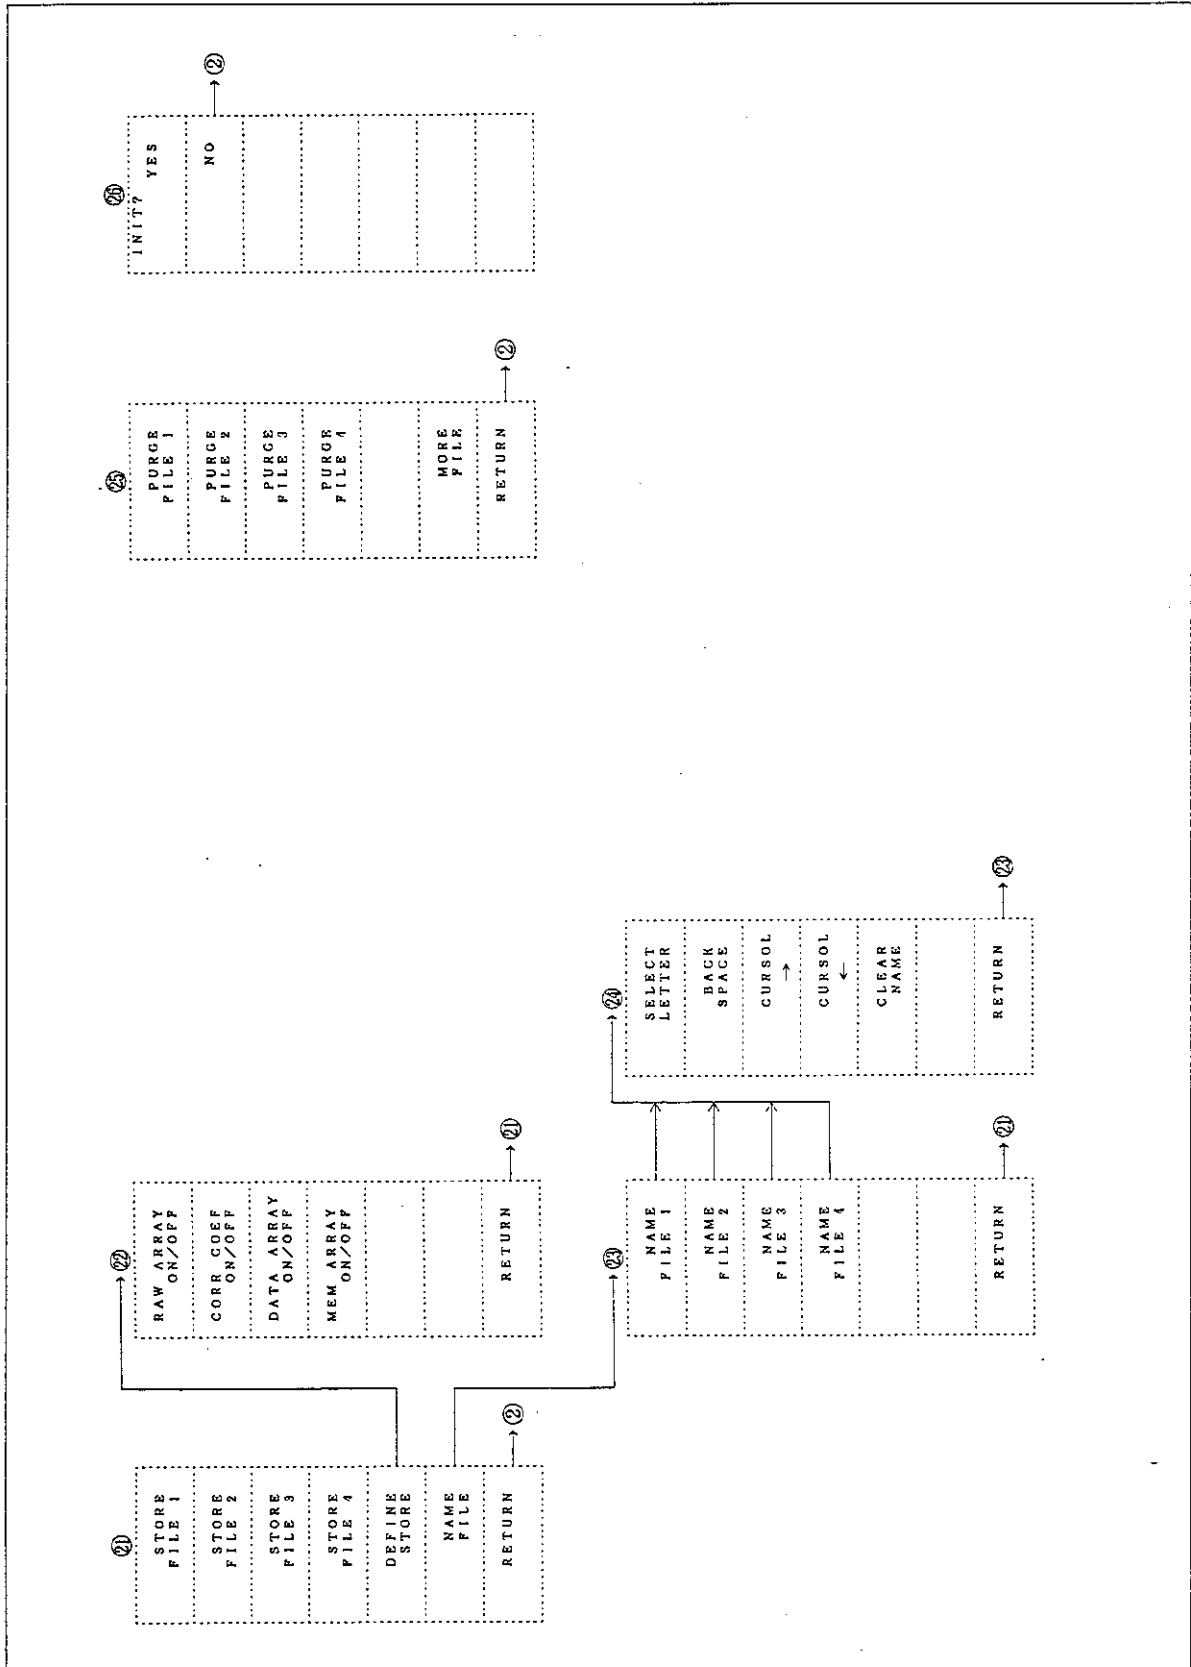 ㉑
STORE
FILE 1
STORE
FILE 2
STORE
FILE 3
STORE
FILE 4
DEFINE
STORE
NAME
FILE
RETURN
→②
㉒
RAW ARRAY
ON/OFF
CORR COEF
ON/OFF
DATA ARRAY
ON/OFF
MEM ARRAY
ON/OFF
RETURN
→㉑
㉓
NAME
FILE 1
NAME
FILE 2
NAME
FILE 3
NAME
FILE 4
RETURN
→㉑
㉔
SELECT
LETTER
BACK
SPACE
CURSOL
→
CURSOL
←
CLEAR
NAME
RETURN
→㉓
㉕
PURGE
FILE 1
PURGE
FILE 2
PURGE
FILE 3
PURGE
FILE 4
MORE
FILE
RETURN
→②
㉖
INIT?
YES
NO
→②